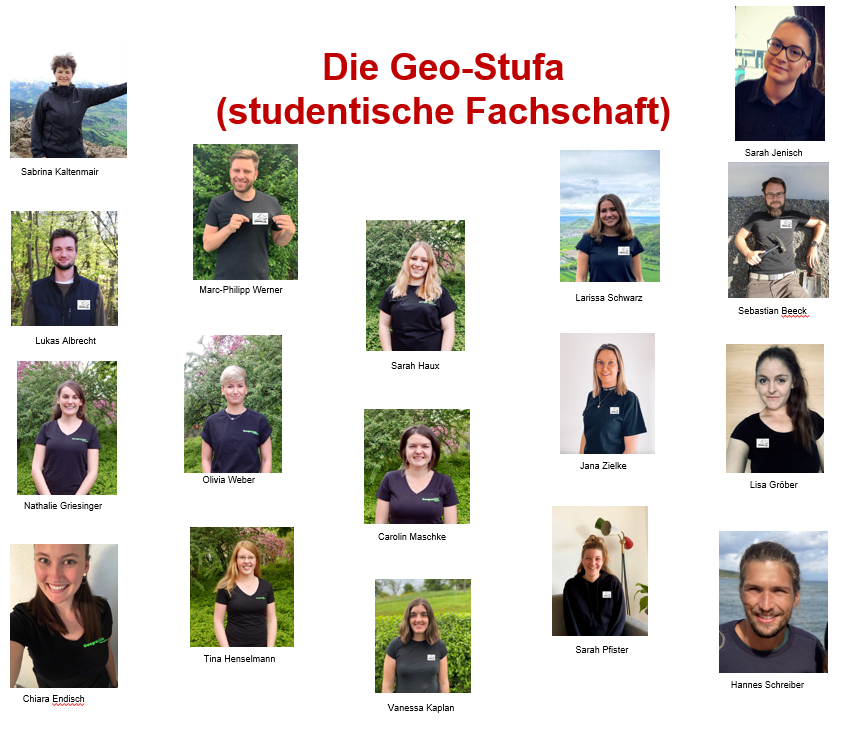 Die Geo-Stufa
(studentische Fachschaft)
Sarah Jenisch
Sabrina Kaltenmair
Marc-Philipp Werner
Larissa Schwarz
Sebastian Beeck
Lukas Albrecht
Sarah Haux
Jana Zielke
Olivia Weber
Lisa Gröber
Nathalie Griesinger
Carolin Maschke
Sarah Pfister
Tina Henselmann
Hannes Schreiber
Chiara Endisch
Vanessa Kaplan